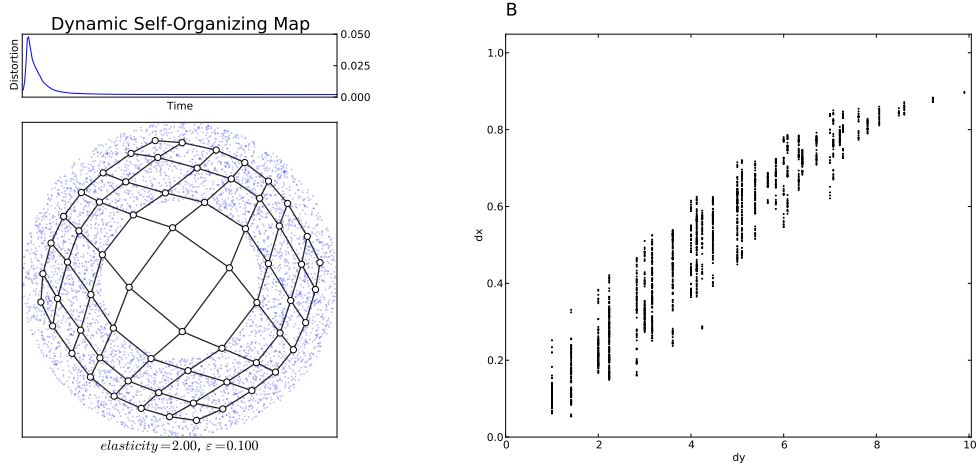 Dynamic Self-Organizing Map
Distortion
0.050
0.025
0.000
Time
elasticity=2.00, ε=0.100
B
dx
1.0
0.8
0.6
0.4
0.2
0.0
0 2 4 6 8 10
dy